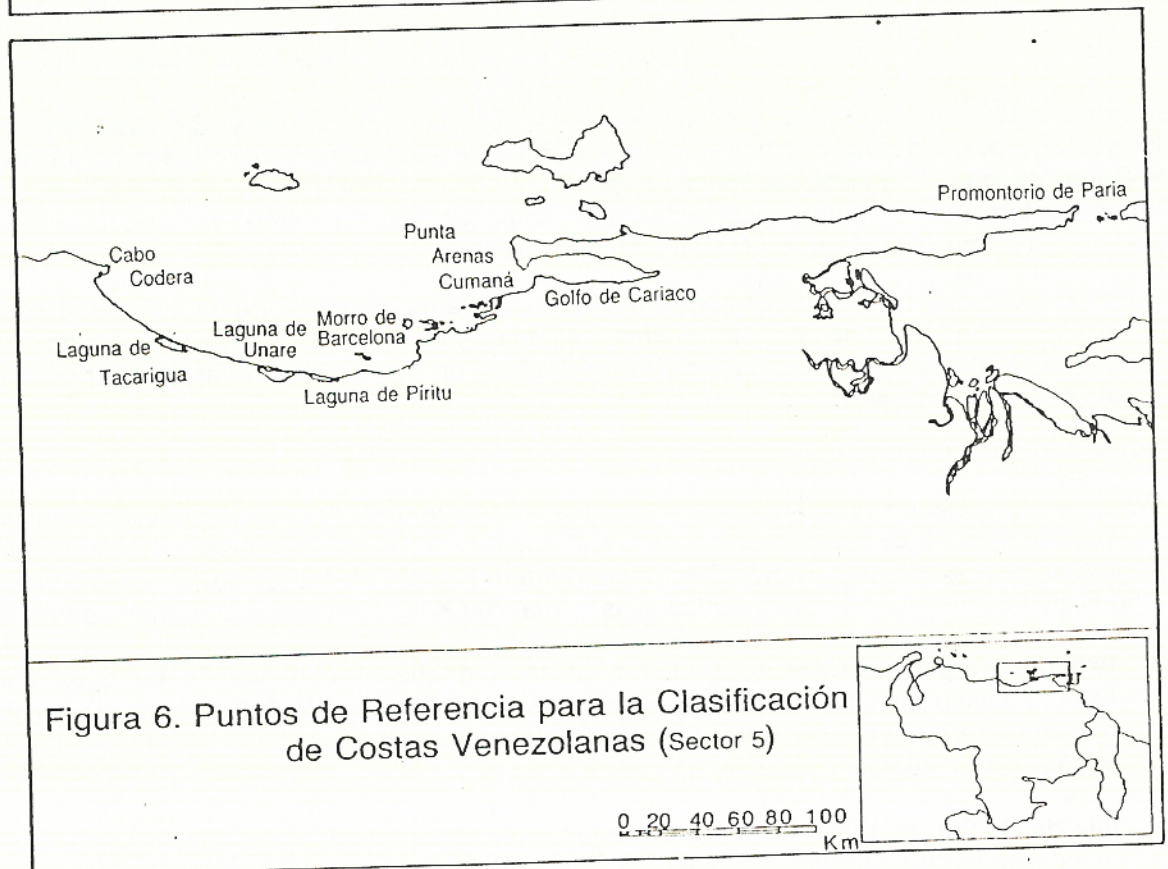 Promontorio de Paria
Punta
Arenas
Cumaná
Golfo de Cariaco
Cabo
Codera
Laguna de
Tacarigua
Laguna de
Unare
Morro de
Barcelona
Laguna de Píritu
Figura 6. Puntos de Referencia para la Clasificación
de Costas Venezolanas (Sector 5)
0 20 40 60 80 100
Km